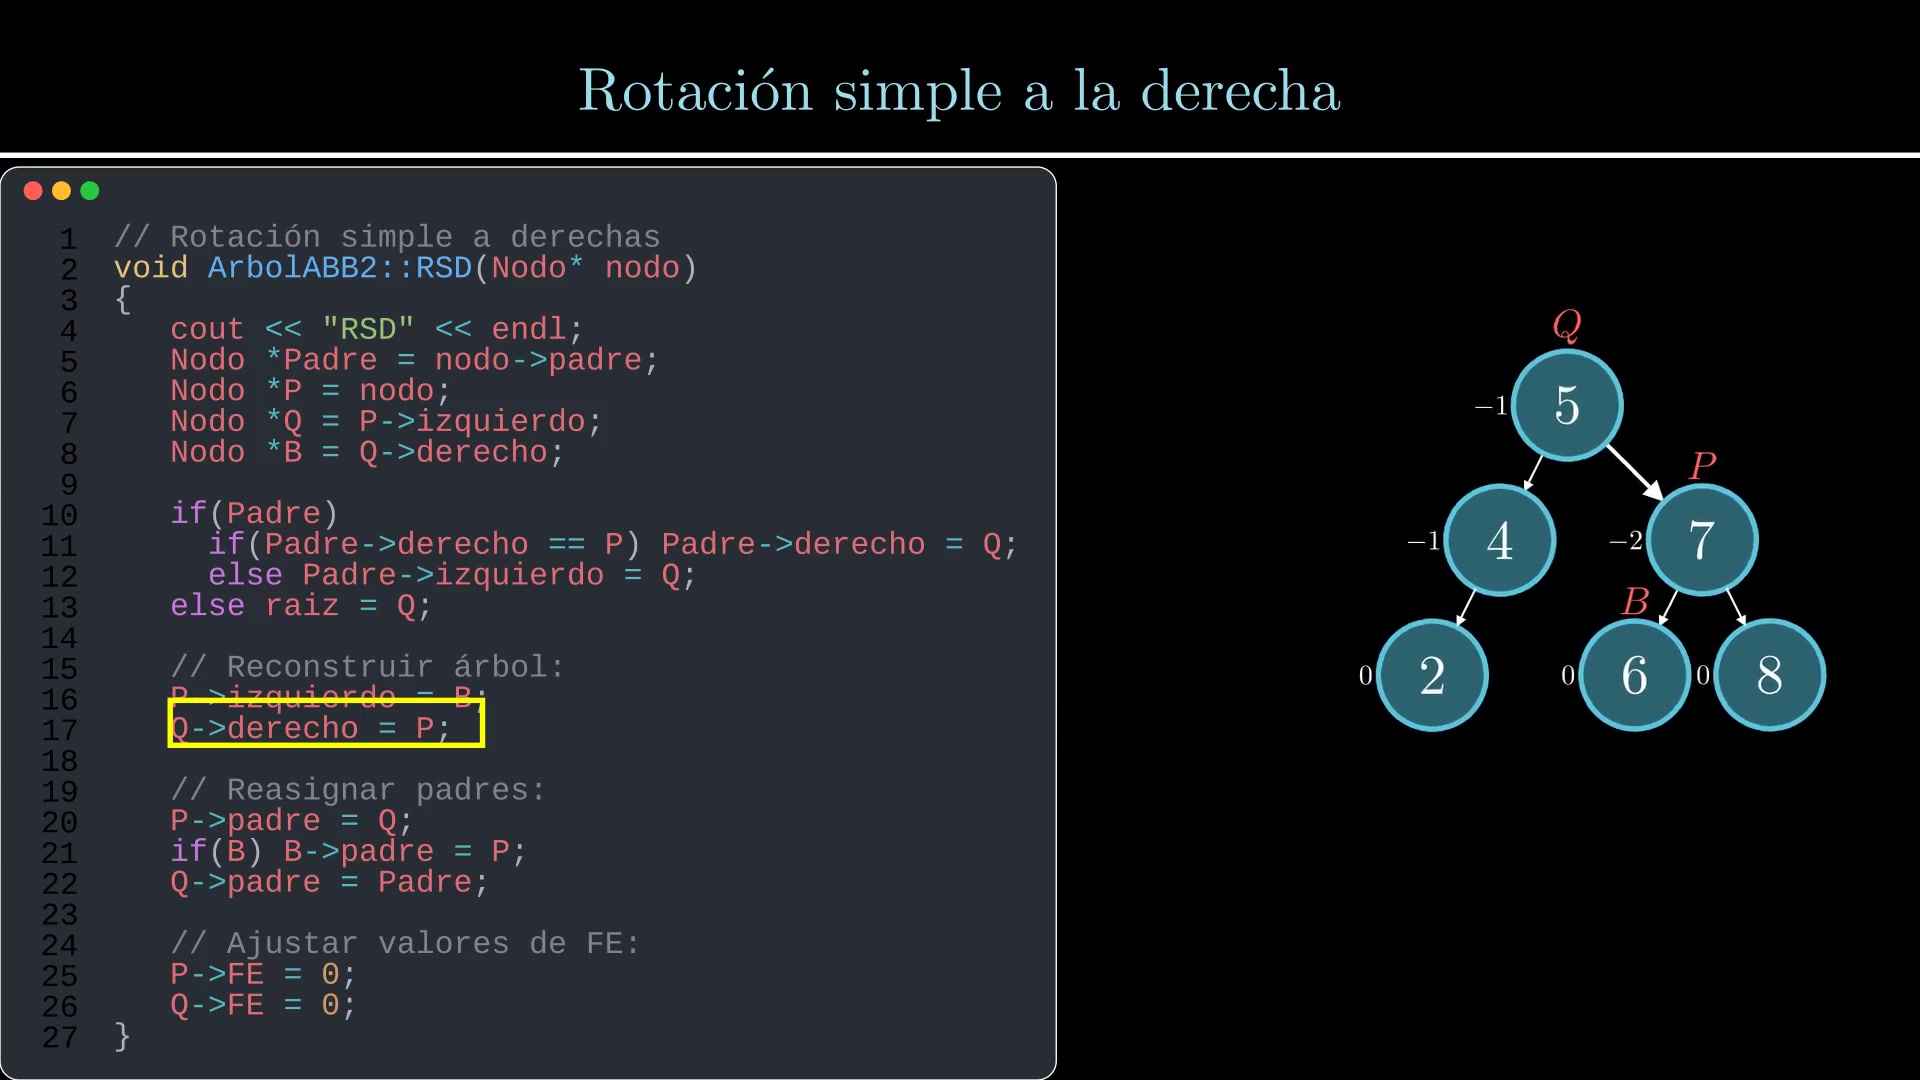 Rotación simple a la derecha
1 // Rotación simple a derechas
2 void ArbolABB2::RSD(Nodo* nodo)
3 {
4 cout << "RSD" << endl;
5 Nodo *Padre = nodo->padre;
6 Nodo *P = nodo;
7 Nodo *Q = P->izquierdo;
8 Nodo *B = Q->derecho;
9
10 if(Padre)
11 if(Padre->derecho == P) Padre->derecho = Q;
12 else Padre->izquierdo = Q;
13 else raiz = Q;
14
15 // Reconstruir árbol:
16 P->izquierdo = B;
17 Q->derecho = P;
18
19 // Reasignar padres:
20 P->padre = Q;
21 if(B) B->padre = P;
22 Q->padre = Padre;
23
24 // Ajustar valores de FE:
25 P->FE = 0;
26 Q->FE = 0;
27 }
Q
−1 5
P
−1 4 −2 7
B
0 2 0 6 0 8